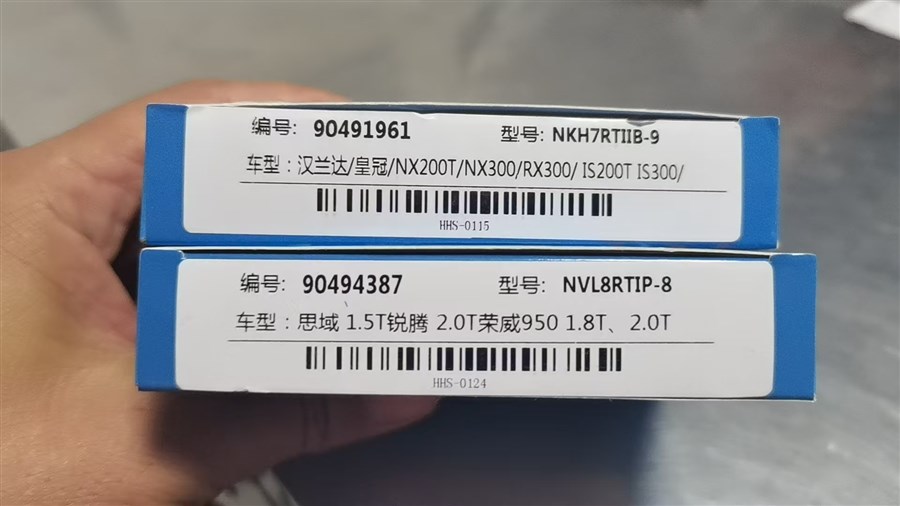 编号: 90491961 型号: NKH7RTIIB-9
车型：汉兰达/皇冠/NX200T/NX300/RX300/ IS200T IS300/
HHS-0115
编号: 90494387 型号: NVL8RTIP-8
车型：思域 1.5T锐腾 2.0T荣威950 1.8T、2.0T
HHS-0124